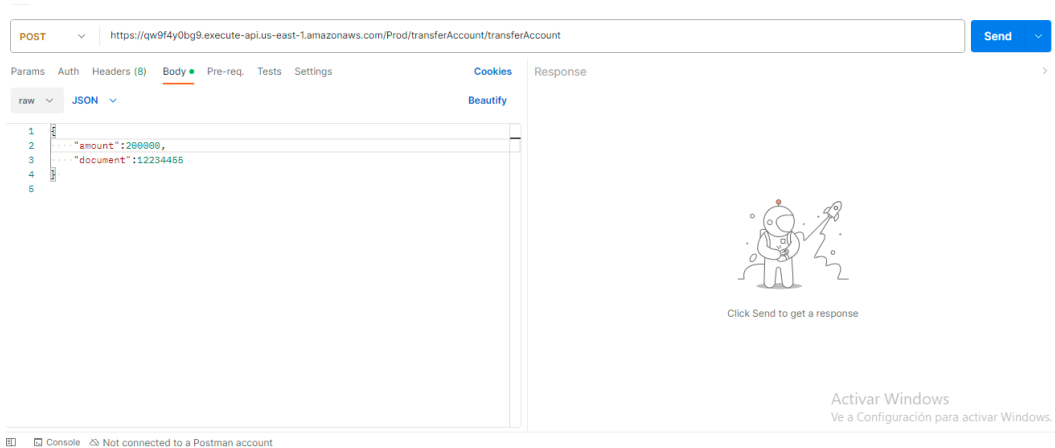 POST https://qw9f4y0bg9.execute-api.us-east-1.amazonaws.com/Prod/transferAccount/transferAccount Send
Params Auth Headers (8) Body Pre-req. Tests Settings Cookies Response
raw JSON Beautify
1 {
2 "amount":200000,
3 "document":12234455
4 }
5
Click Send to get a response
Activar Windows
Ve a Configuración para activar Windows.
Console Not connected to a Postman account